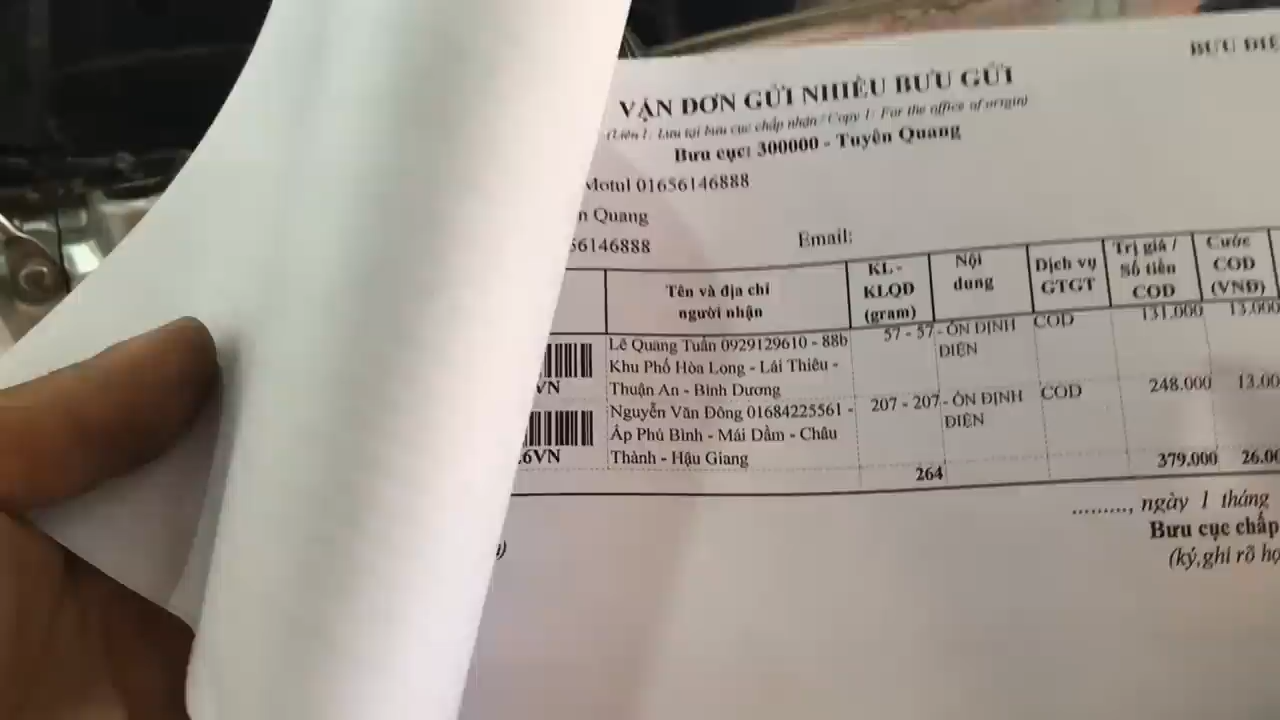 BƯU ĐIỆ
VẬN ĐƠN GỬI NHIỀU BƯU GỬI
(Liên 1: Lưu tại bưu cục chấp nhận / Copy 1: For the office of origin)
Bưu cục: 300000 - Tuyên Quang
Motul 01656146888
n Quang
56146888
Email:
Tên và địa chỉ
người nhận
KL -
KLQD
(gram)
Nội
dung
Dịch vụ
GTGT
Trị giá /
Số tiền
COD
Cước
COD
(VNĐ)
VN
Lê Quang Tuấn 0929129610 - 88b
Khu Phố Hòa Long - Lái Thiêu -
Thuận An - Bình Dương
57 - 57
- ÔN ĐỊNH
ĐIỆN
COD
131.000
13.000
6VN
Nguyễn Văn Đông 01684225561 -
Ấp Phú Bình - Mái Dầm - Châu
Thành - Hậu Giang
207 - 207
- ÔN ĐỊNH
ĐIỆN
COD
248.000
13.00
264
379.000
26.00
........., ngày 1 tháng
Bưu cục chấp
(ký,ghi rõ họ